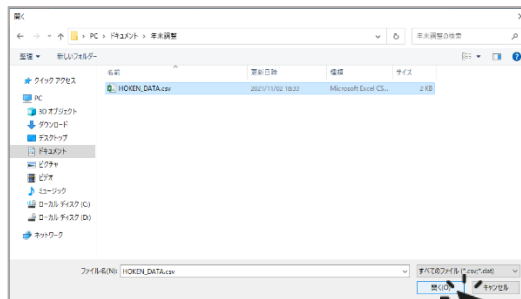 開く
PC › ドキュメント › 年末調整
年末調整の検索
整理 ▼ 新しいフォルダー
名前 更新日時 種類 サイズ
HOKEN_DATA.csv 2021/11/02 18:33 Microsoft Excel CS... 2 KB
クイック アクセス
PC
3D オブジェクト
ダウンロード
デスクトップ
ドキュメント
ピクチャ
ビデオ
ミュージック
ローカル ディスク (C:)
ローカル ディスク (D:)
ネットワーク
ファイル名(N): HOKEN_DATA.csv
すべてのファイル (*.csv;*.dat)
開く(O) キャンセル